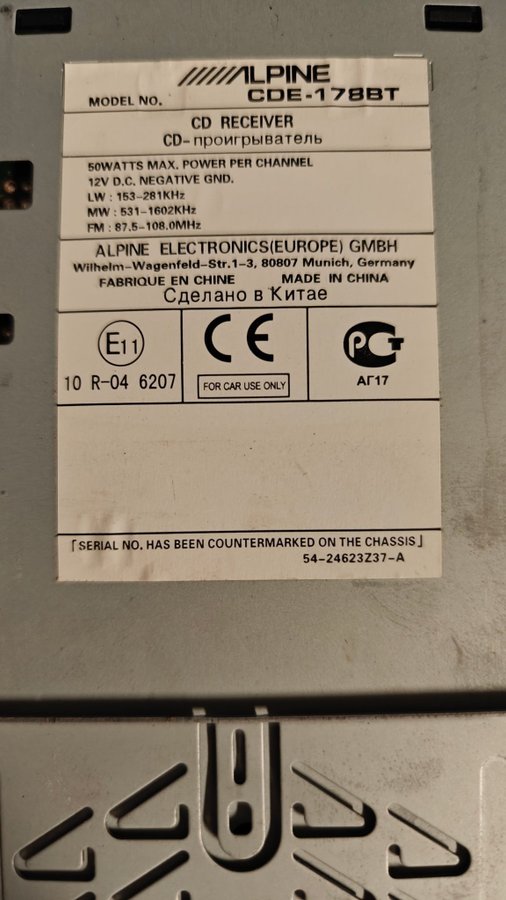 ALPINE
MODEL NO. CDE-178BT
CD RECEIVER
CD-проигрыватель
50WATTS MAX. POWER PER CHANNEL
12V D.C. NEGATIVE GND.
LW : 153-281KHz
MW : 531-1602KHz
FM : 87.5-108.0MHz
ALPINE ELECTRONICS(EUROPE) GMBH
Wilhelm-Wagenfeld-Str.1-3, 80807 Munich, Germany
FABRIQUE EN CHINE MADE IN CHINA
Сделано в Китае
E11
10 R-04 6207
CE
FOR CAR USE ONLY
РСТ
АГ17
「SERIAL NO. HAS BEEN COUNTERMARKED ON THE CHASSIS」
54-24623Z37-A